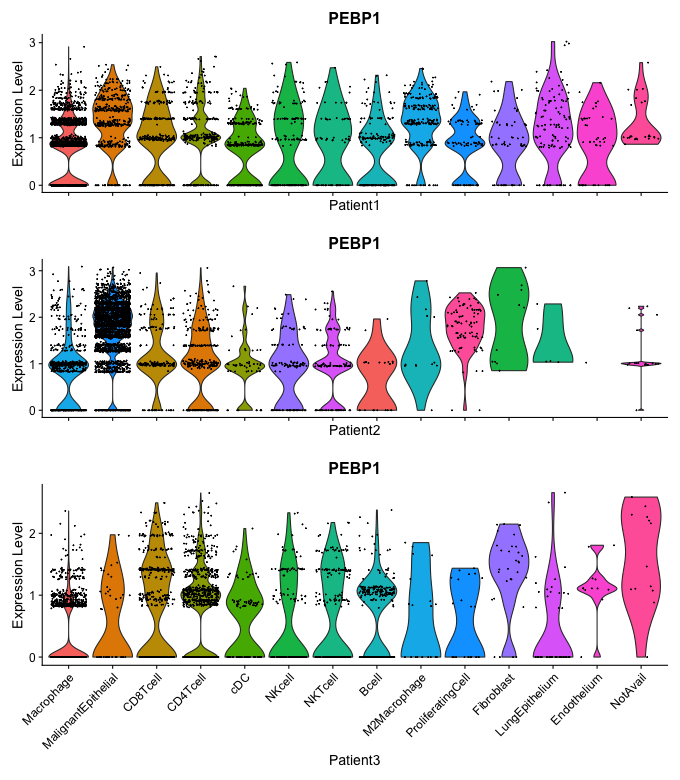 PEBP1
Expression Level
3
2
1
0
Patient1
PEBP1
Expression Level
3
2
1
0
Patient2
PEBP1
Expression Level
2
1
0
Macrophage
MalignantEpithelial
CD8Tcell
CD4Tcell
cDC
NKcell
NKTcell
Bcell
M2Macrophage
ProliferatingCell
Fibroblast
LungEpithelium
Endothelium
NotAvail
Patient3